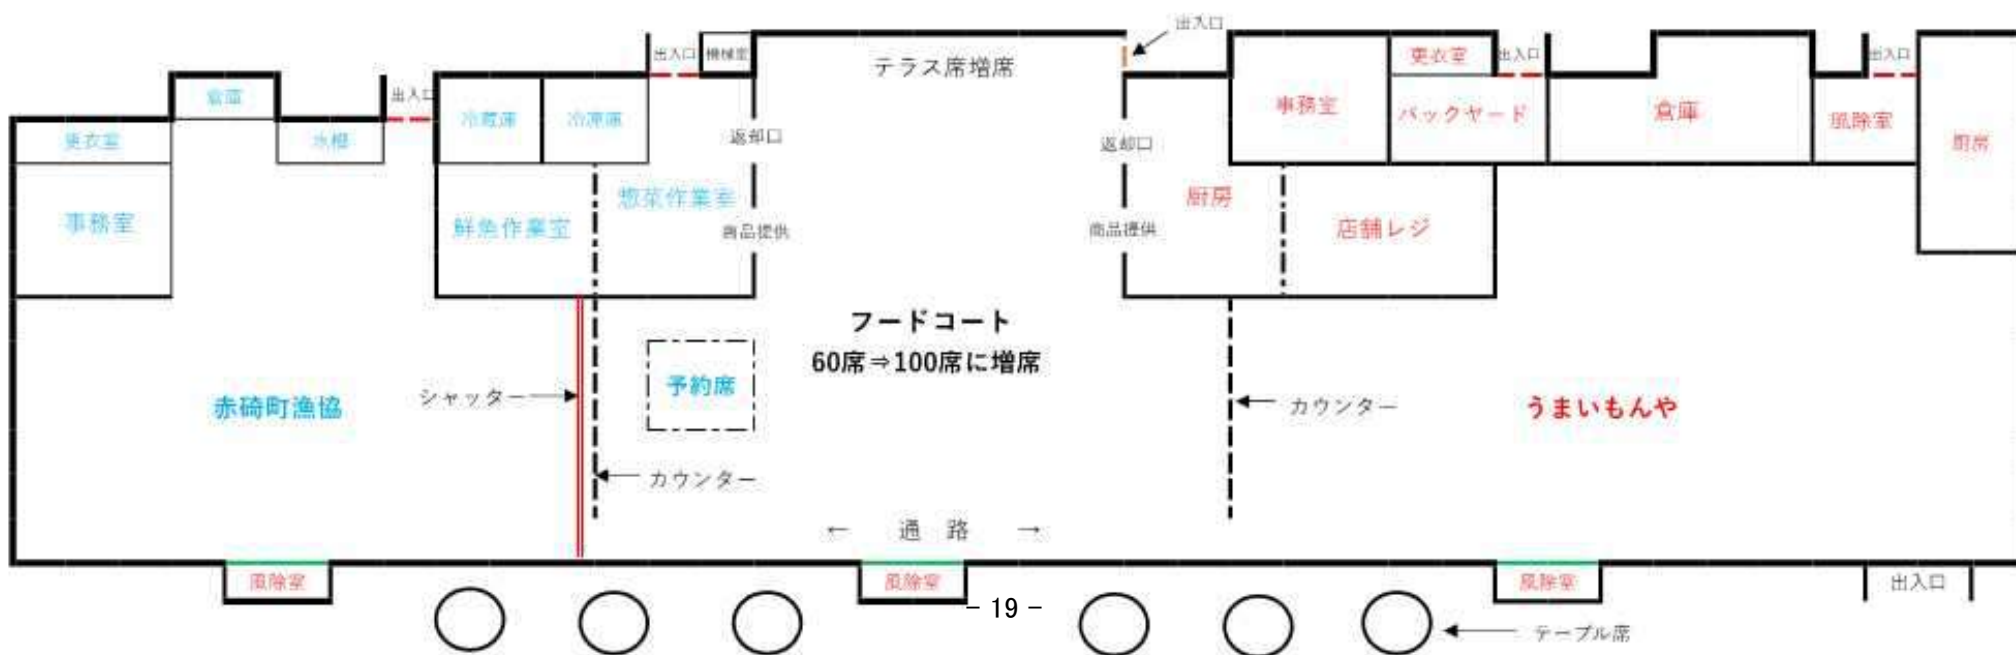 出入口
出入口
機械室
テラス席増席
更衣室
出入口
出入口
倉庫
出入口
冷蔵庫
冷凍庫
事務室
バックヤード
倉庫
風除室
厨房
更衣室
水槽
返却口
返却口
事務室
鮮魚作業室
惣菜作業室
商品提供
商品提供
厨房
店舗レジ
フードコート
60席⇒100席に増席
赤碕町漁協
シャッター
予約席
カウンター
うまいもんや
カウンター
← 通 路 →
風除室
風除室
風除室
出入口
- 19 -
テーブル席